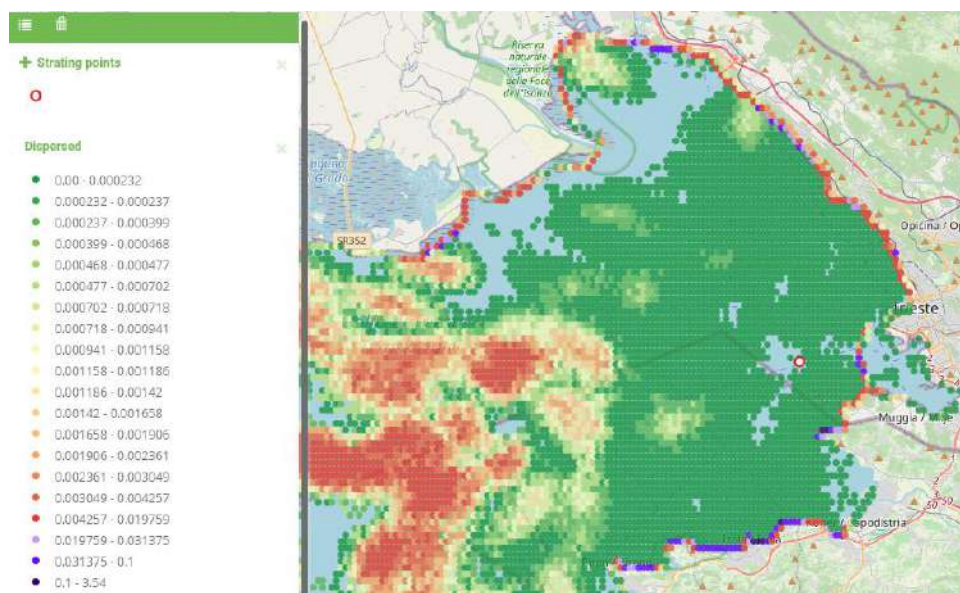 Strating points
Dispersed
0.00 - 0.000232
0.000232 - 0.000237
0.000237 - 0.000399
0.000399 - 0.000468
0.000468 - 0.000477
0.000477 - 0.000702
0.000702 - 0.000718
0.000718 - 0.000941
0.000941 - 0.001158
0.001158 - 0.001186
0.001186 - 0.00142
0.00142 - 0.001658
0.001658 - 0.001906
0.001906 - 0.002361
0.002361 - 0.003049
0.003049 - 0.004257
0.004257 - 0.019759
0.019759 - 0.031375
0.031375 - 0.1
0.1 - 3.54
Riserva
naturale
regionale
della Foce
dell'Isonzo
SR352
Opicina / Op
Trieste
Muggia /
podistria